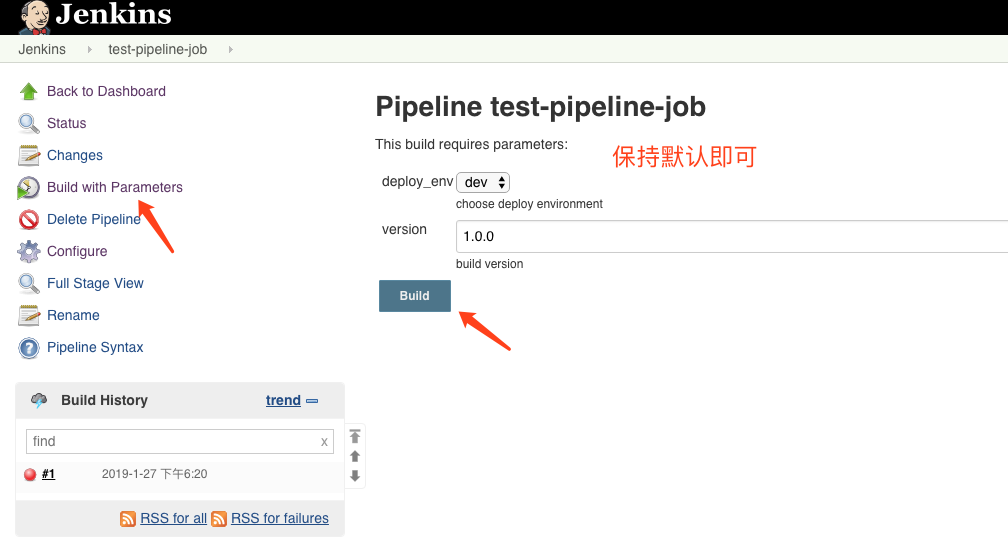 Jenkins
Jenkins test-pipeline-job
Back to Dashboard
Status
Changes
Build with Parameters
Delete Pipeline
Configure
Full Stage View
Rename
Pipeline Syntax
Build History trend
find x
#1 2019-1-27 下午6:20
RSS for all RSS for failures
Pipeline test-pipeline-job
This build requires parameters:
保持默认即可
deploy_env dev
choose deploy environment
version 1.0.0
build version
Build